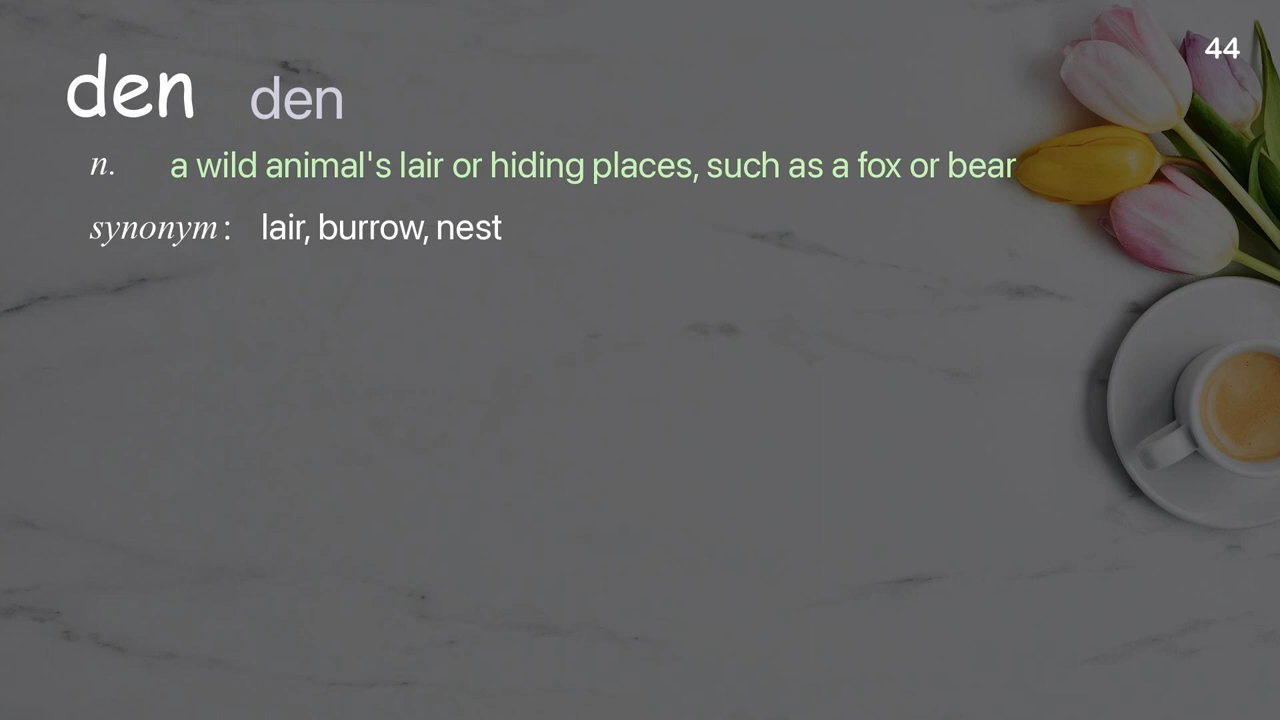 44
den den
n. a wild animal's lair or hiding places, such as a fox or bear
synonym: lair, burrow, nest